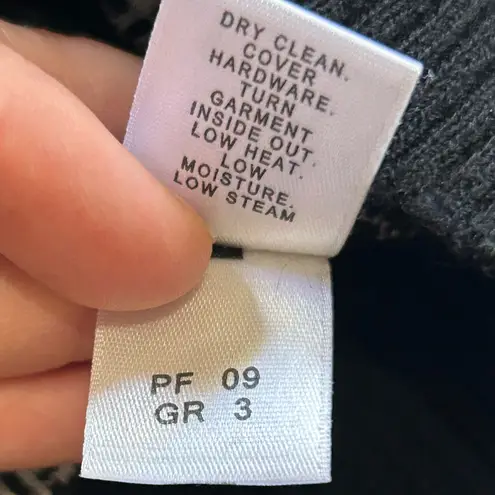 DRY CLEAN.
COVER
HARDWARE.
TURN
GARMENT
INSIDE OUT.
LOW HEAT.
LOW
MOISTURE.
LOW STEAM
PF 09
GR 3